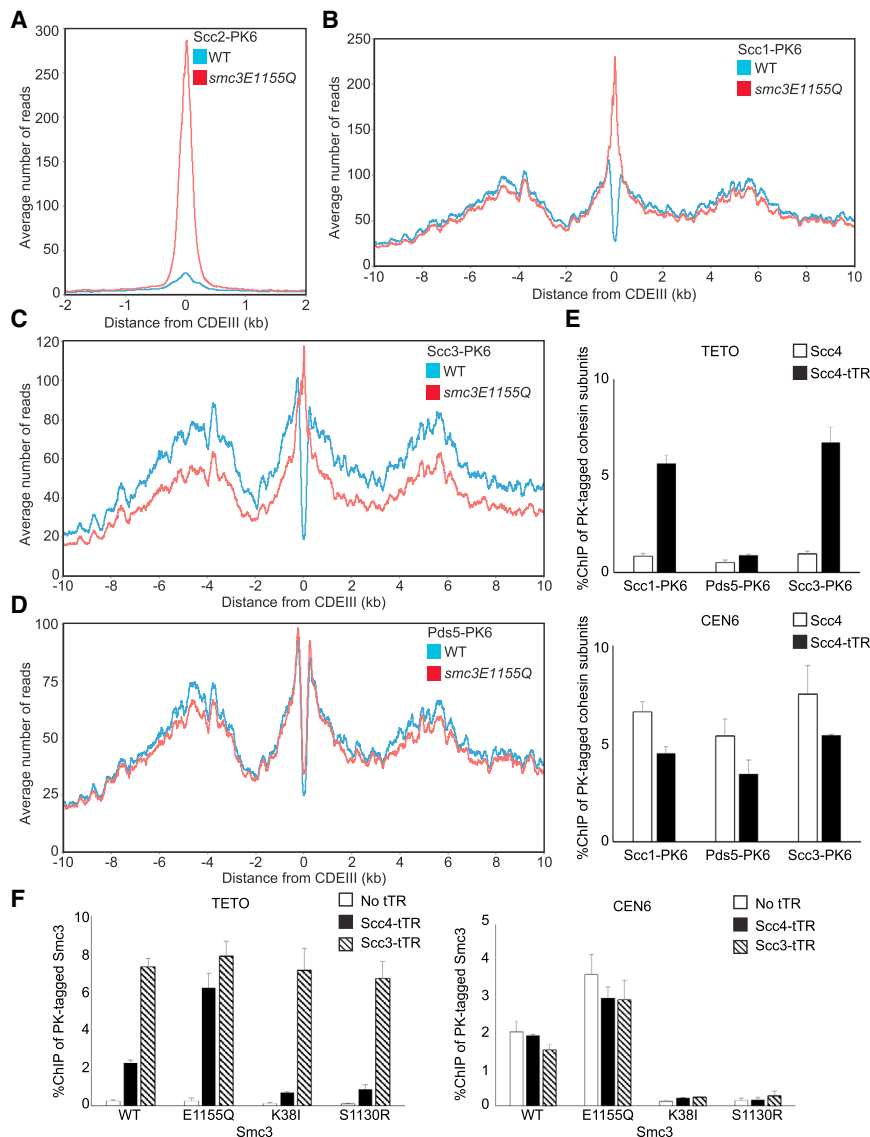 A
Scc2-PK6
WT
smc3E1155Q
Average number of reads
300
250
200
150
100
50
0
-2
-1
0
1
2
Distance from CDEIII (kb)
B
Scc1-PK6
WT
smc3E1155Q
Average number of reads
250
200
150
100
50
0
-10
-8
-6
-4
-2
0
2
4
6
8
10
Distance from CDEIII (kb)
C
Scc3-PK6
WT
smc3E1155Q
Average number of reads
120
100
80
60
40
20
0
-10
-8
-6
-4
-2
0
2
4
6
8
10
Distance from CDEIII (kb)
D
Pds5-PK6
WT
smc3E1155Q
Average number of reads
100
75
50
25
0
-10
-8
-6
-4
-2
0
2
4
6
8
10
Distance from CDEIII (kb)
E
TETO
Scc4
Scc4-tTR
%ChIP of PK-tagged cohesin subunits
10
5
0
Scc1-PK6
Pds5-PK6
Scc3-PK6
CEN6
Scc4
Scc4-tTR
%ChIP of PK-tagged cohesin subunits
10
5
0
Scc1-PK6
Pds5-PK6
Scc3-PK6
F
TETO
No tTR
Scc4-tTR
Scc3-tTR
%ChIP of PK-tagged Smc3
10
8
6
4
2
0
WT
E1155Q
K38I
S1130R
Smc3
CEN6
No tTR
Scc4-tTR
Scc3-tTR
%ChIP of PK-tagged Smc3
5
4
3
2
1
0
WT
E1155Q
K38I
S1130R
Smc3